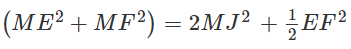 (ME² + MF²) = 2MJ² + ½EF²